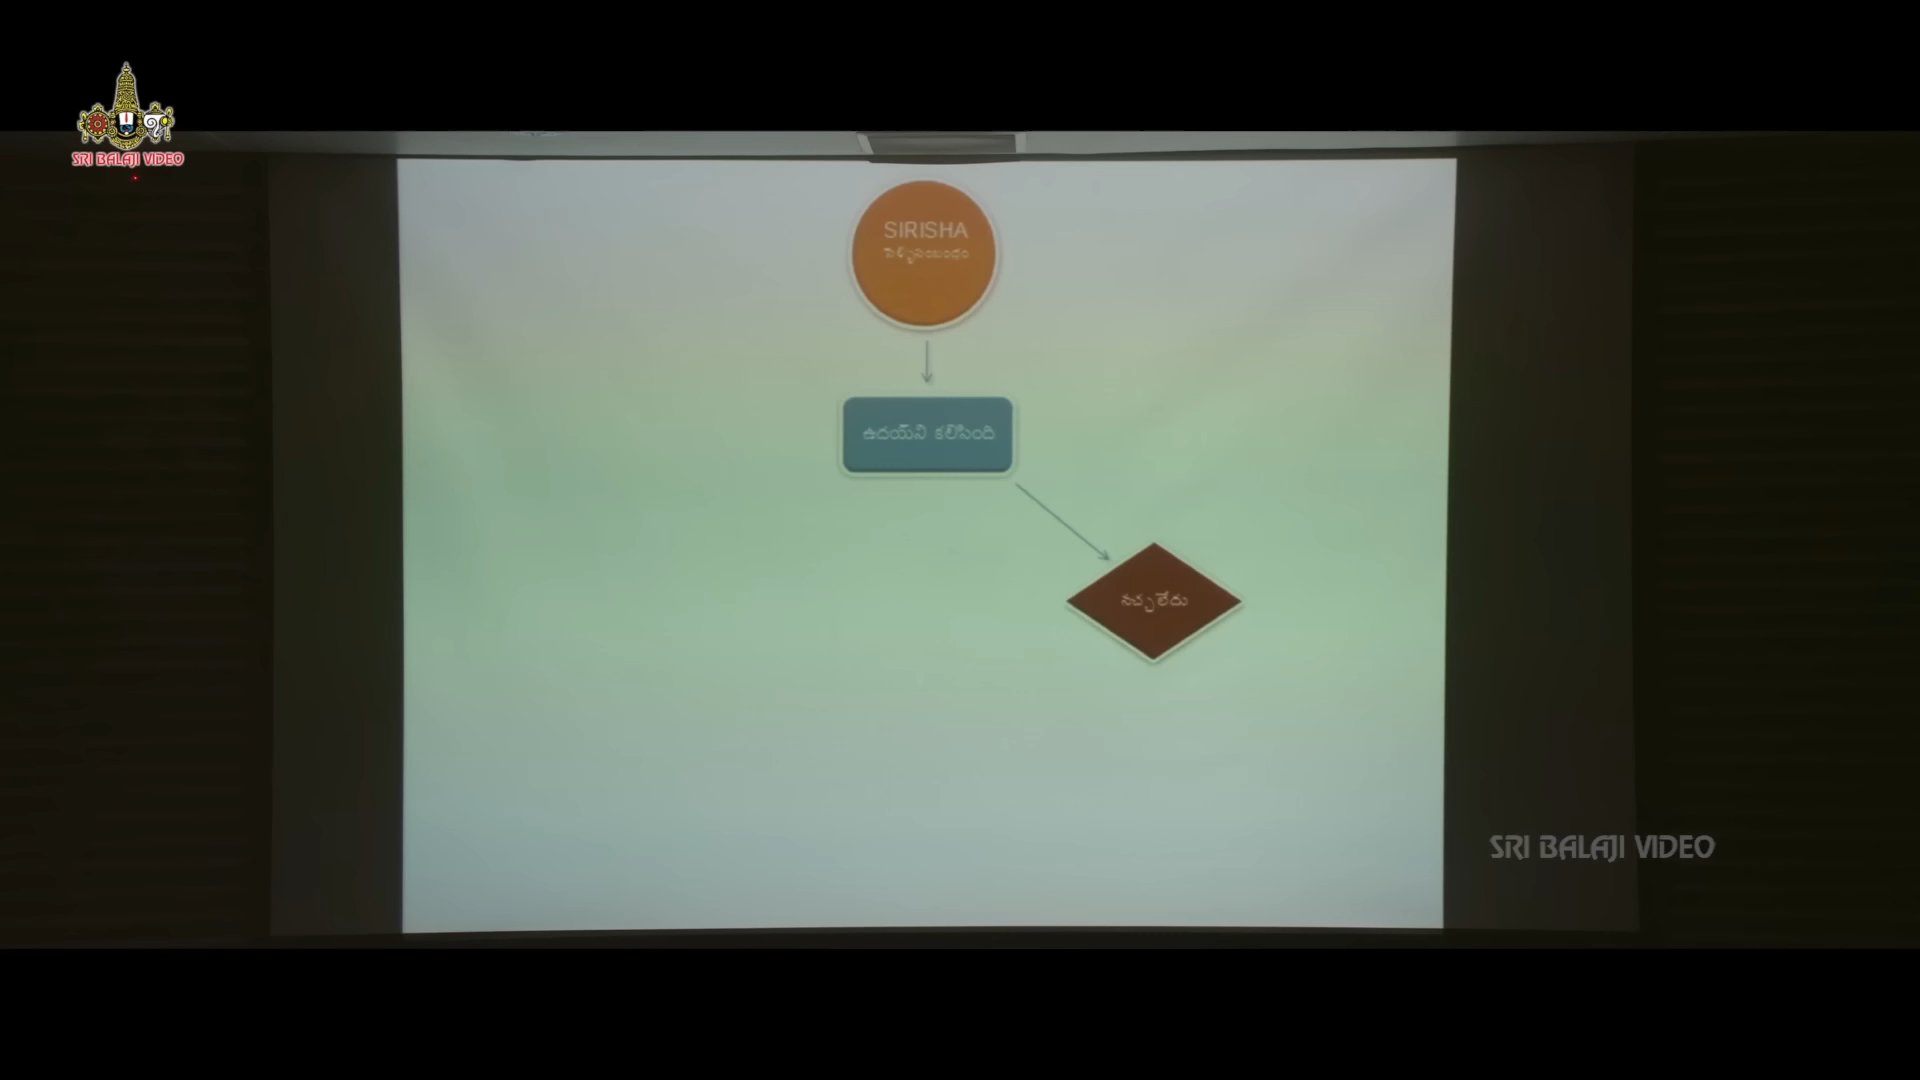 SRI BALAJI VIDEO
SIRISHA
పెళ్ళిసంబంధం
ఉదయ్‌ని కలిసింది
నచ్చలేదు
SRI BALAJI VIDEO